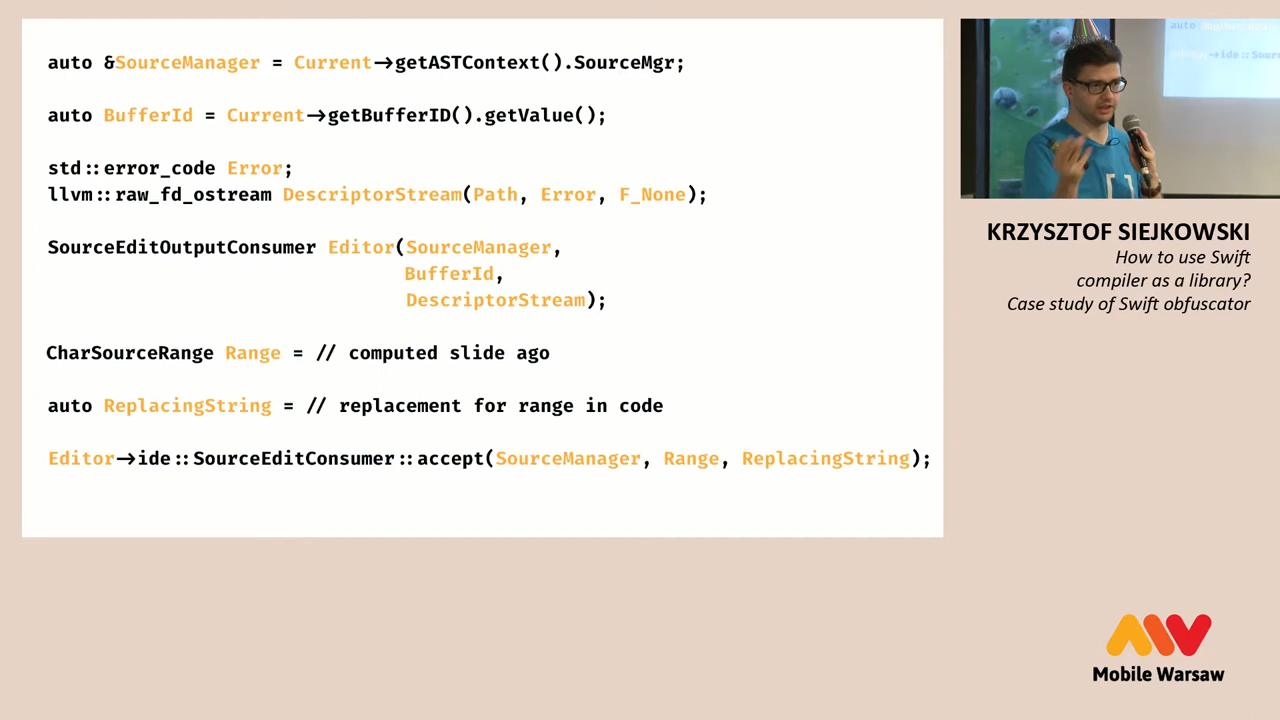 auto &SourceManager = Current->getASTContext().SourceMgr;
auto BufferId = Current->getBufferID().getValue();
std::error_code Error;
llvm::raw_fd_ostream DescriptorStream(Path, Error, F_None);
SourceEditOutputConsumer Editor(SourceManager,
BufferId,
DescriptorStream);
CharSourceRange Range = // computed slide ago
auto ReplacingString = // replacement for range in code
Editor->ide::SourceEditConsumer::accept(SourceManager, Range, ReplacingString);
KRZYSZTOF SIEJKOWSKI
How to use Swift
compiler as a library?
Case study of Swift obfuscator
Mobile Warsaw